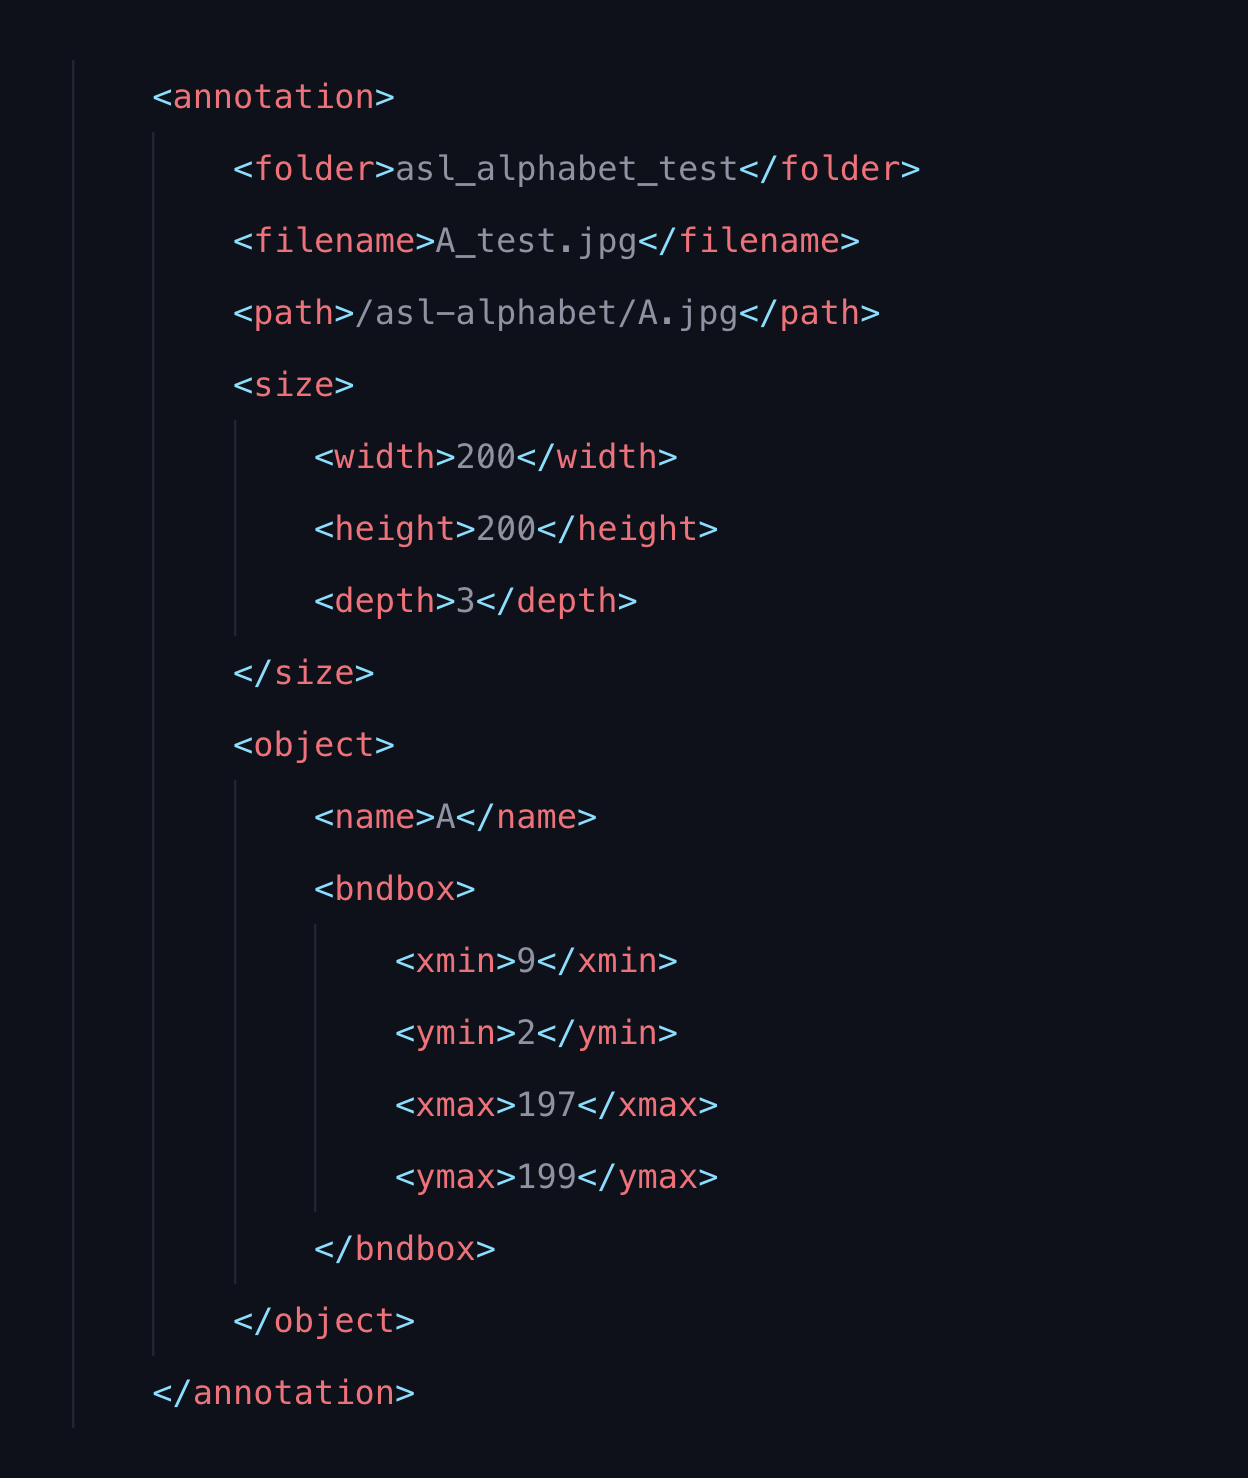 <annotation>
<folder>asl_alphabet_test</folder>
<filename>A_test.jpg</filename>
<path>/asl-alphabet/A.jpg</path>
<size>
<width>200</width>
<height>200</height>
<depth>3</depth>
</size>
<object>
<name>A</name>
<bndbox>
<xmin>9</xmin>
<ymin>2</ymin>
<xmax>197</xmax>
<ymax>199</ymax>
</bndbox>
</object>
</annotation>